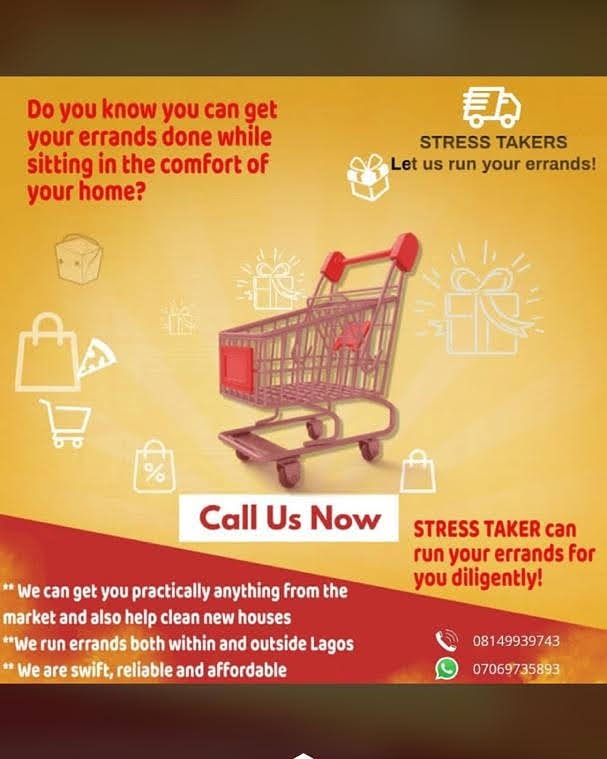 Do you know you can get
your errands done while
sitting in the comfort of
your home?
STRESS TAKERS
Let us run your errands!
%
Call Us Now
STRESS TAKER can
run your errands for
you diligently!
** We can get you practically anything from the
market and also help clean new houses
**We run errands both within and outside Lagos
** We are swift, reliable and affordable
08149939743
07069735893